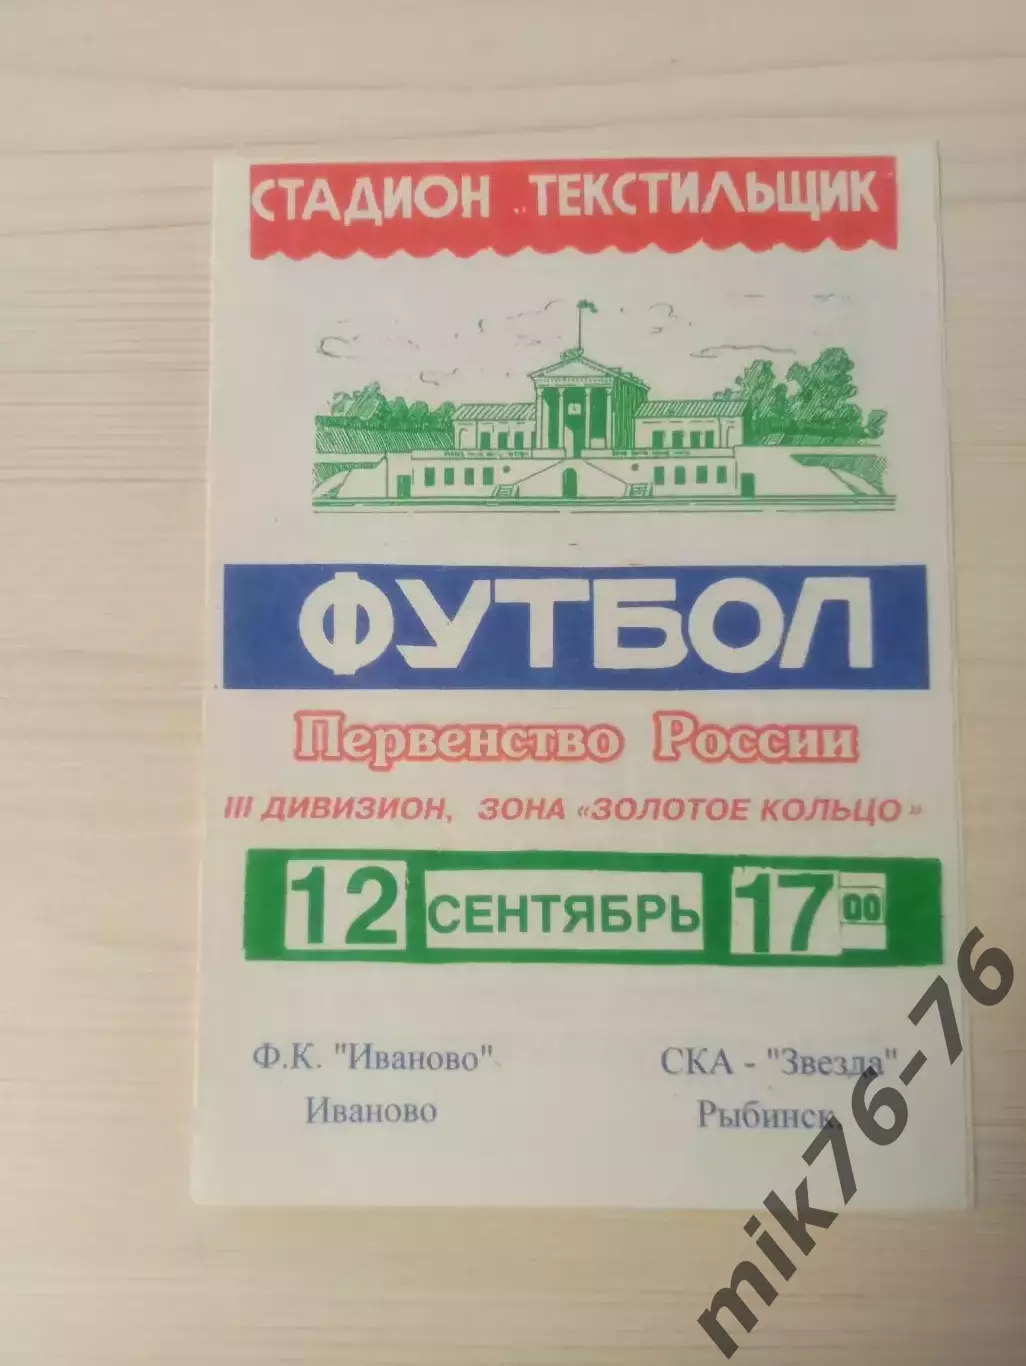 СТАДИОН „ТЕКСТИЛЬЩИК"
ФУТБОЛ
Первенство России
III ДИВИЗИОН, ЗОНА «ЗОЛОТОЕ КОЛЬЦО»
12 СЕНТЯБРЬ 17 00
Ф.К. "Иваново" СКА - "Звезда"
Иваново Рыбинск.
mik76-76